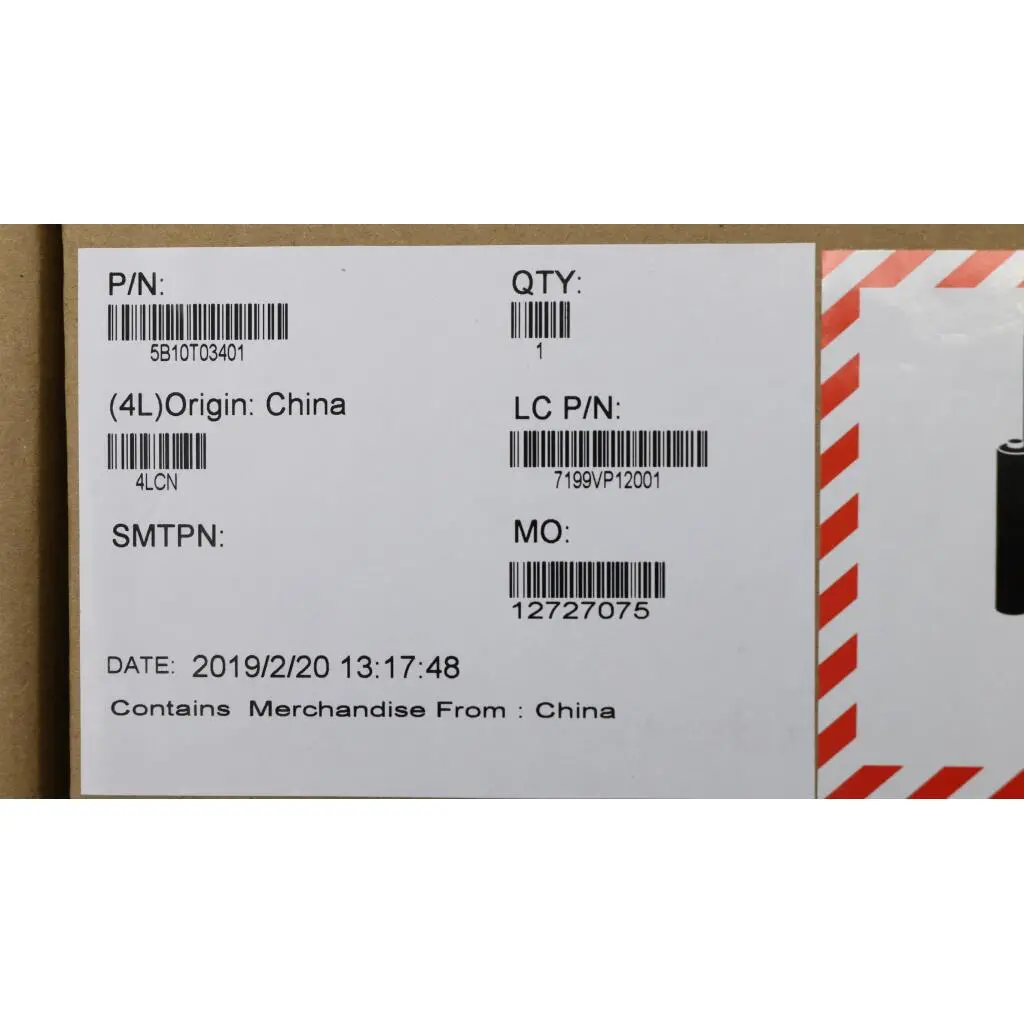 P/N:
5B10T03401
QTY:
1
(4L)Origin: China
4LCN
LC P/N:
7199VP12001
SMTPN:
MO:
12727075
DATE: 2019/2/20 13:17:48
Contains Merchandise From : China